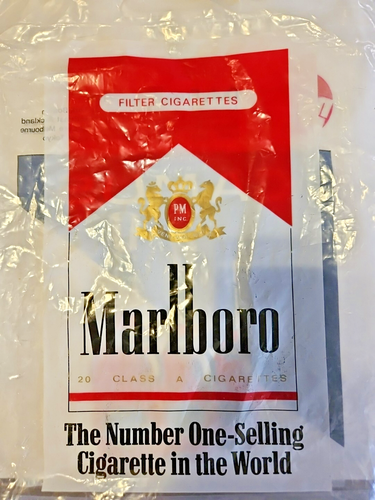 FILTER CIGARETTES
PM
INC.
Marlboro
20 CLASS A CIGARETTES
The Number One-Selling
Cigarette in the World